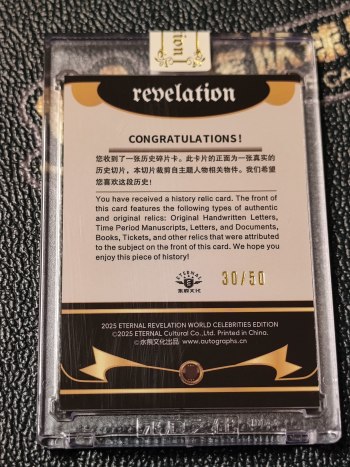 revelation
CONGRATULATIONS!
您收到了一张历史碎片卡。此卡片的正面为一张真实的
历史切片，本切片裁剪自主题人物相关物件。我们希望
您喜欢这段历史！
You have received a history relic card. The front of
this card features the following types of authentic
and original relics: Original Handwritten Letters,
Time Period Manuscripts, Letters, and Documents,
Books, Tickets, and other relics that were attributed
to the subject on the front of this card. We hope you
enjoy this piece of history!
ETERNAL
永熊文化
30/50
2025 ETERNAL REVELATION WORLD CELEBRITIES EDITION
©2025 ETERNAL Cultural Co.,Ltd. Printed in China.
©永熊文化出品 www.autographs.cn